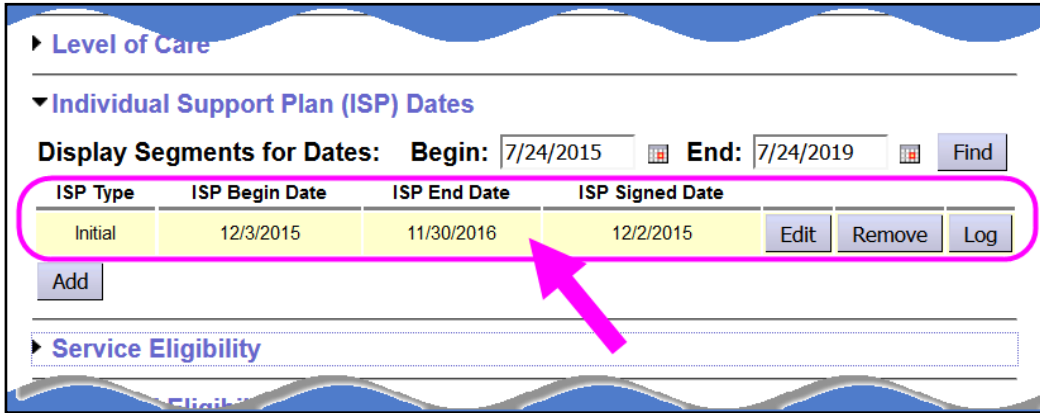 Level of Care
Individual Support Plan (ISP) Dates
Display Segments for Dates: Begin: 7/24/2015 End: 7/24/2019 Find
ISP Type ISP Begin Date ISP End Date ISP Signed Date
Initial 12/3/2015 11/30/2016 12/2/2015 Edit Remove Log
Add
Service Eligibility